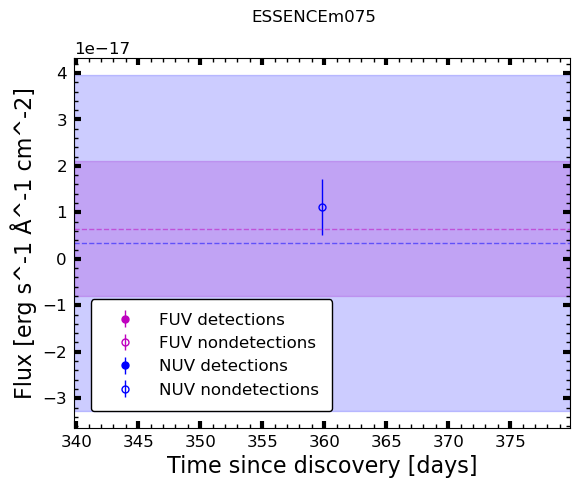 ESSENCEm075
1e−17
Flux [erg s^-1 Å^-1 cm^-2]
4
3
2
1
0
−1
−2
−3
FUV detections
FUV nondetections
NUV detections
NUV nondetections
340 345 350 355 360 365 370 375
Time since discovery [days]